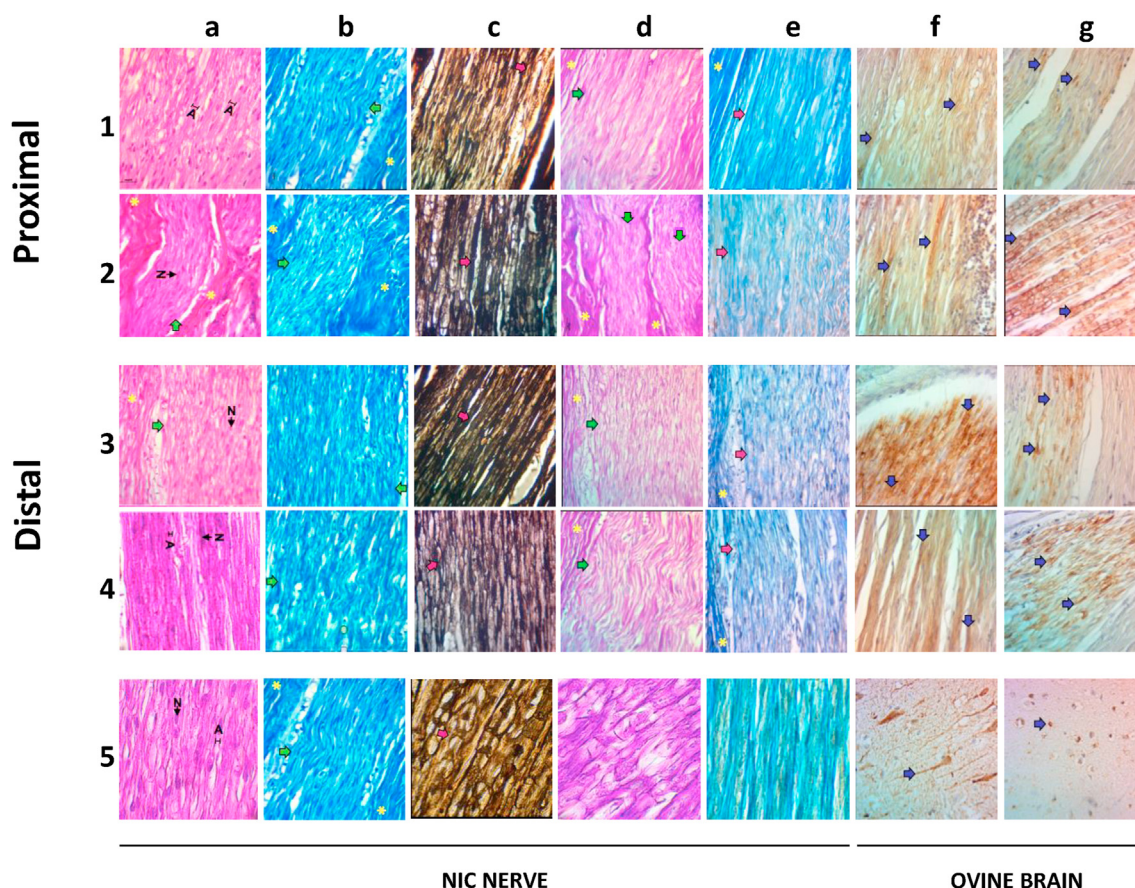 a b c d e f g
Proximal
1
A A
2
N
Distal
3
N
4
A N
5
N A
NIC NERVE OVINE BRAIN